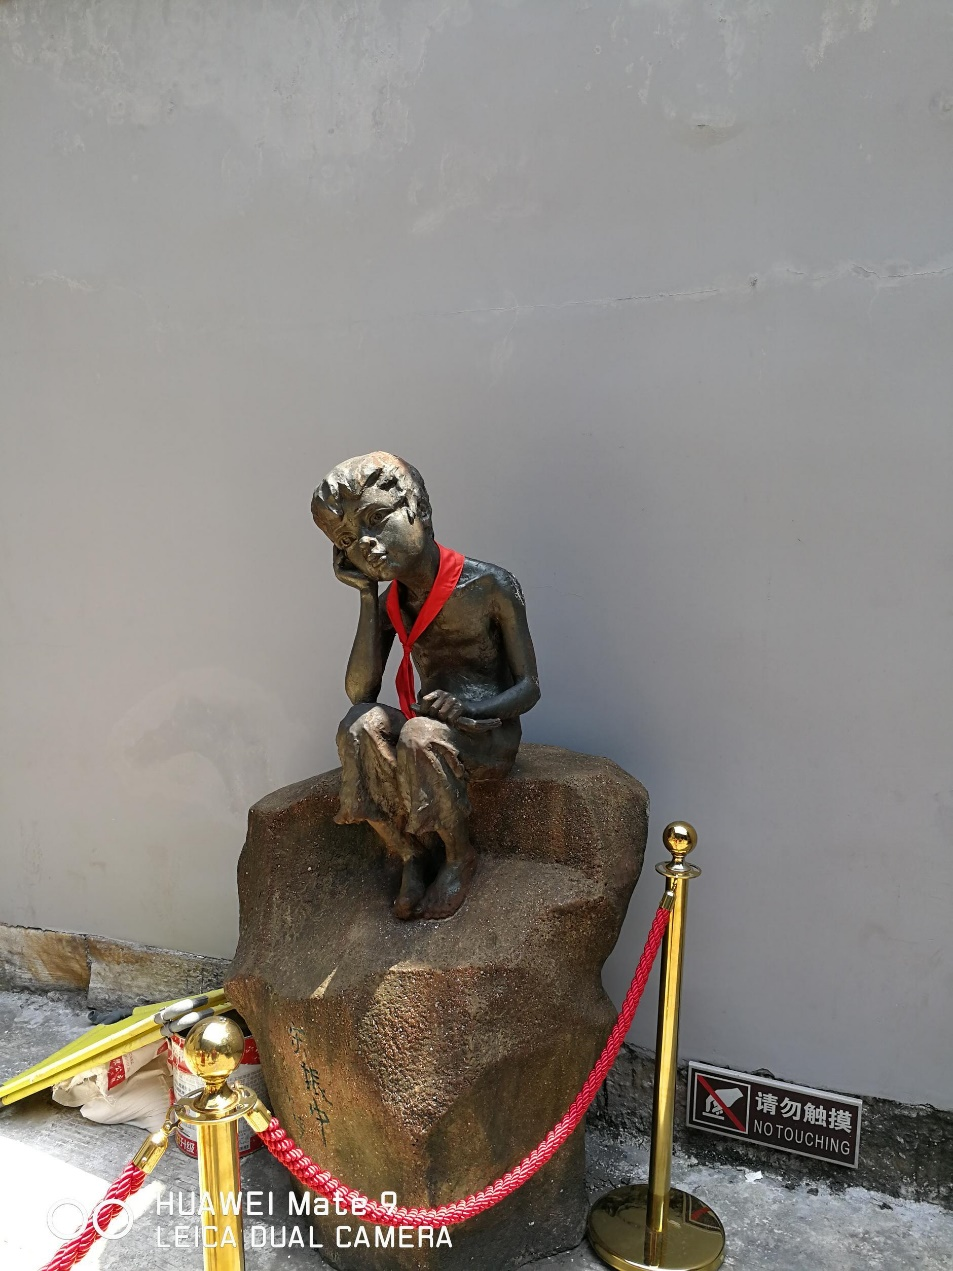 请勿触摸
NO TOUCHING
HUAWEI Mate 9
LEICA DUAL CAMERA